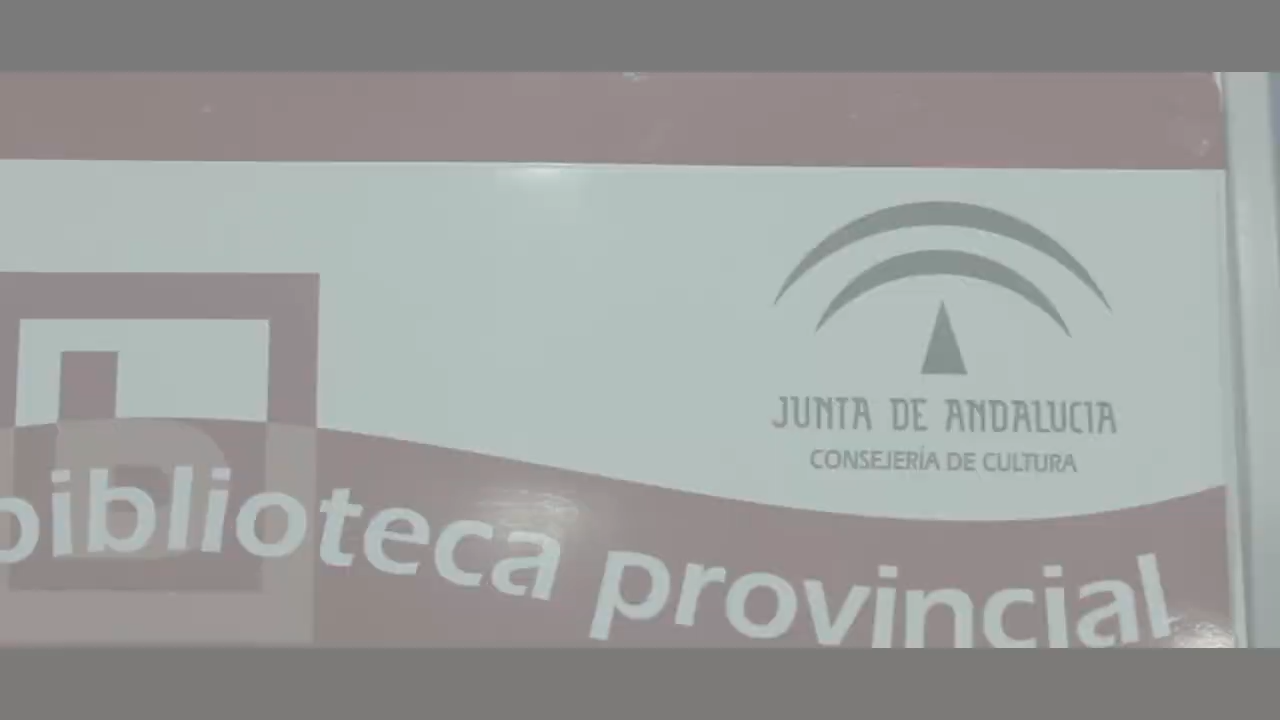 JUNTA DE ANDALUCIA
CONSEJERÍA DE CULTURA
b
biblioteca provincial